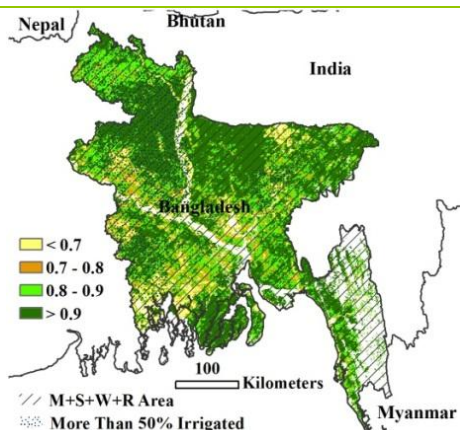 Nepal
Bhutan
India
Bangladesh
< 0.7
0.7 - 0.8
0.8 - 0.9
> 0.9
100
Kilometers
M+S+W+R Area
Myanmar
More Than 50% Irrigated